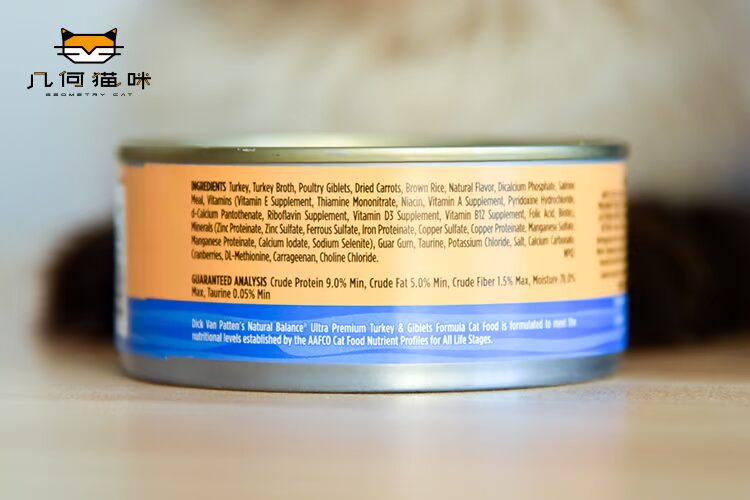 几何猫咪
GEOMETRY CAT
INGREDIENTS Turkey, Turkey Broth, Poultry Giblets, Dried Carrots, Brown Rice, Natural Flavor, Dicalcium Phosphate, Salmon
Meal, Vitamins (Vitamin E Supplement, Thiamine Mononitrate, Niacin, Vitamin A Supplement, Pyridoxine Hydrochloride,
d-Calcium Pantothenate, Riboflavin Supplement, Vitamin D3 Supplement, Vitamin B12 Supplement, Folic Acid, Biotin),
Minerals (Zinc Proteinate, Zinc Sulfate, Ferrous Sulfate, Iron Proteinate, Copper Sulfate, Copper Proteinate, Manganese Sulfate,
Manganese Proteinate, Calcium Iodate, Sodium Selenite), Guar Gum, Taurine, Potassium Chloride, Salt, Calcium Carbonate,
Cranberries, DL-Methionine, Carrageenan, Choline Chloride.
GUARANTEED ANALYSIS Crude Protein 9.0% Min, Crude Fat 5.0% Min, Crude Fiber 1.5% Max, Moisture 78.0%
Max, Taurine 0.05% Min
Dick Van Patten's Natural Balance® Ultra Premium Turkey & Giblets Formula Cat Food is formulated to meet the
nutritional levels established by the AAFCO Cat Food Nutrient Profiles for All Life Stages.